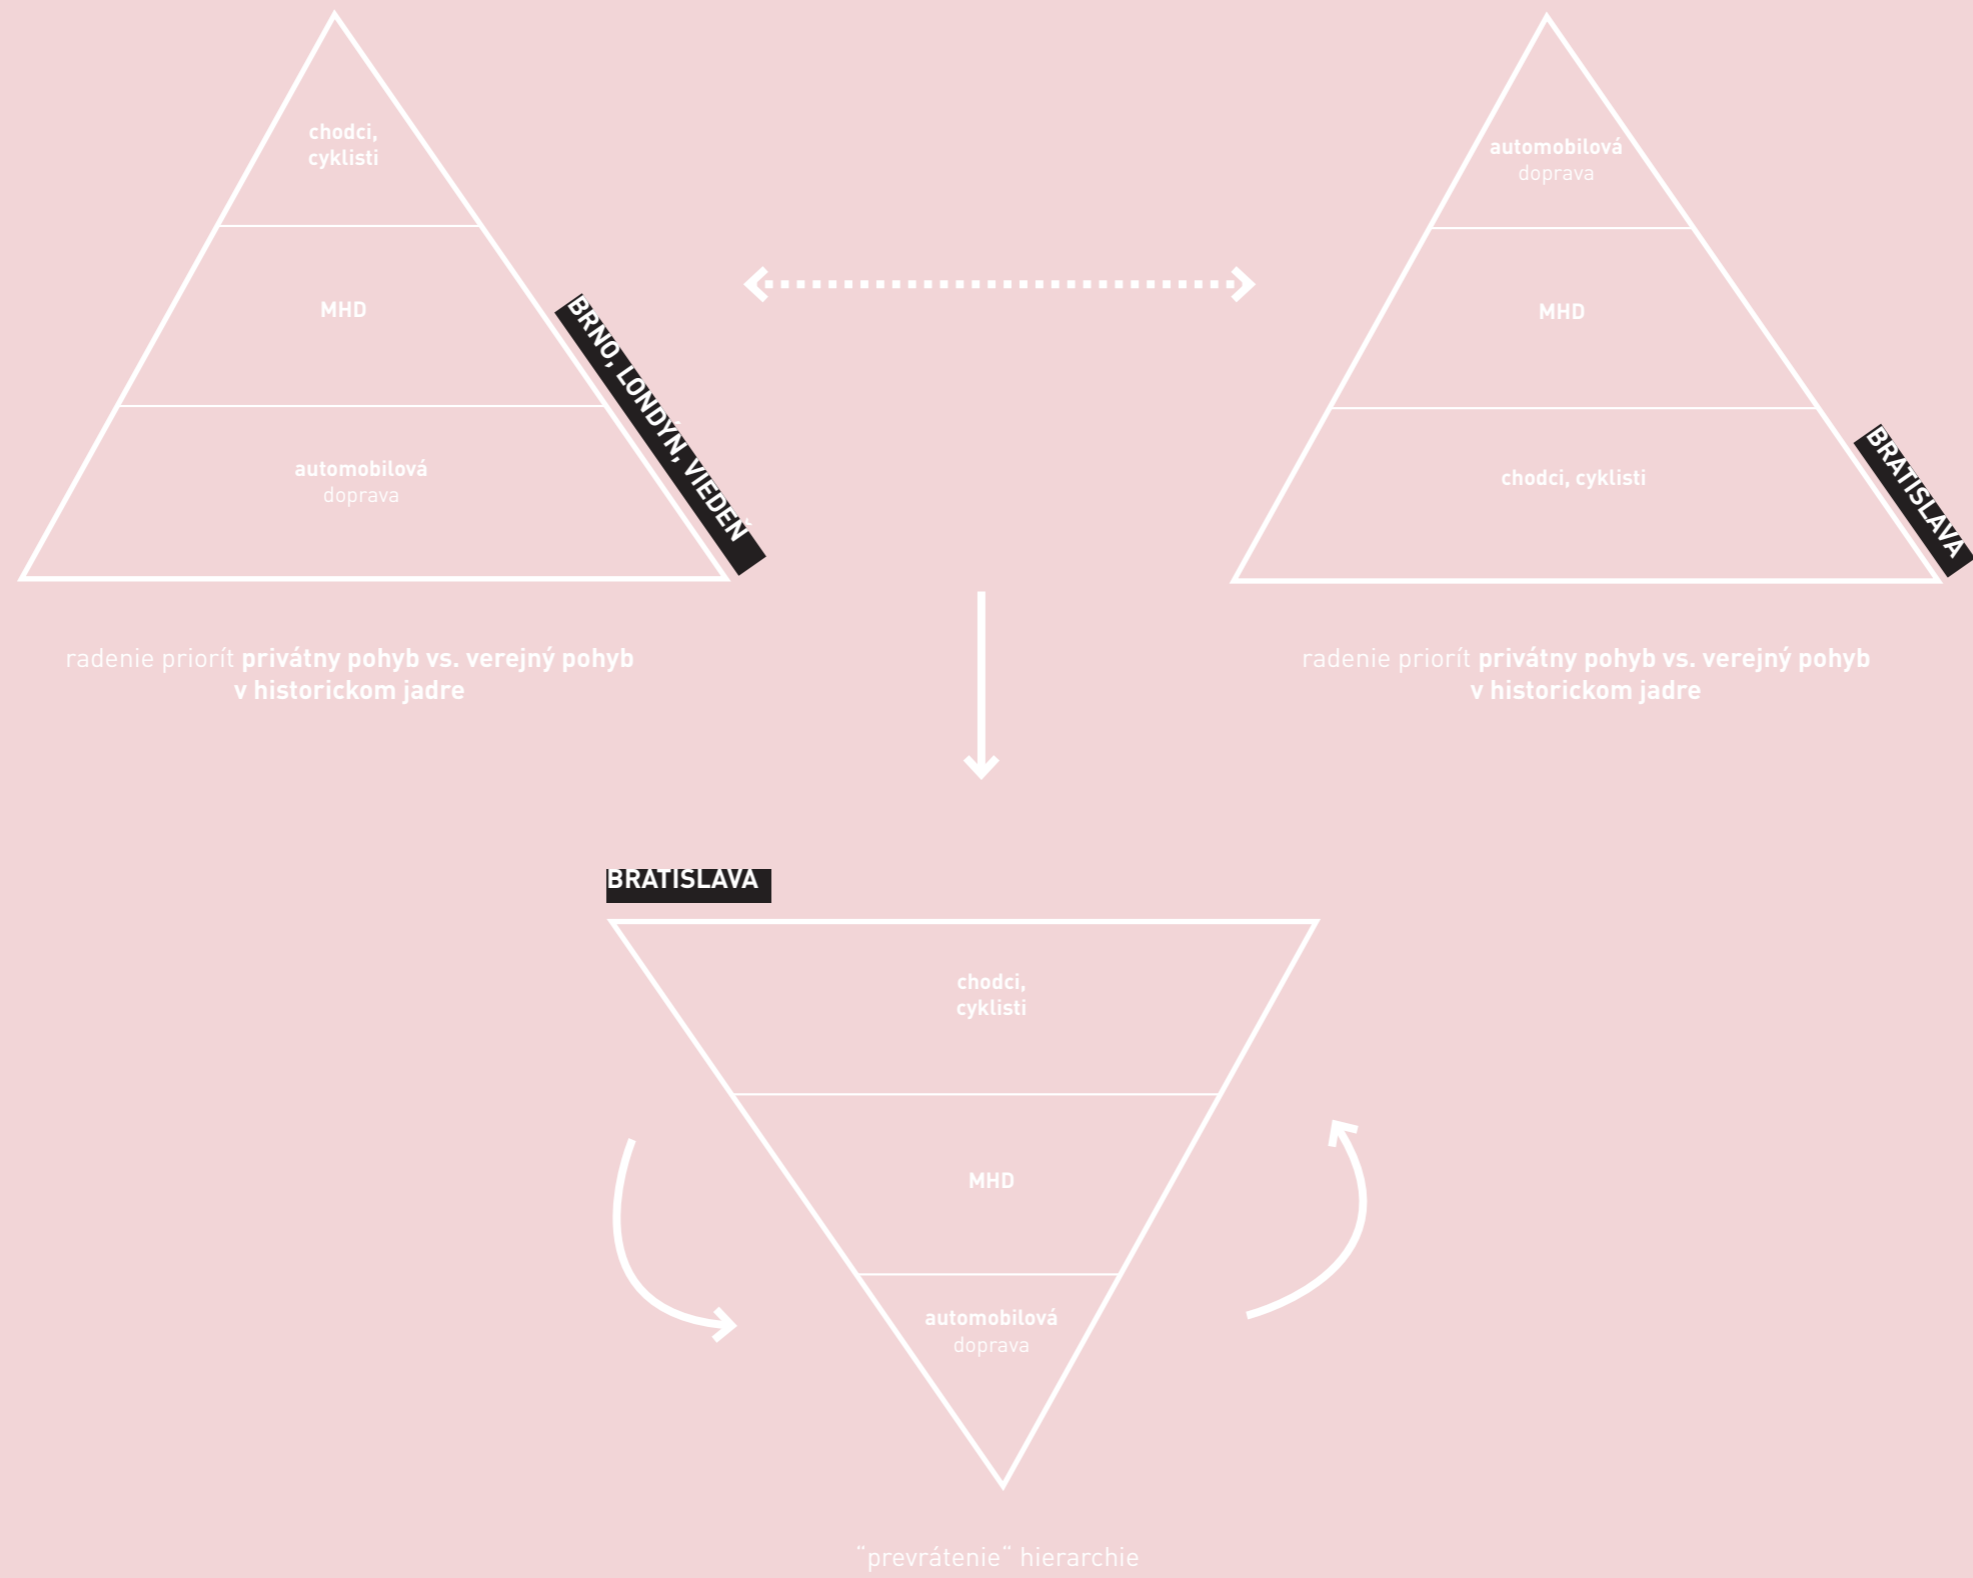 chodci,
cyklisti
MHD
automobilová
doprava
BRNO, LONDÝN, VIEDEŇ
radenie priorít privátny pohyb vs. verejný pohyb
v historickom jadre
automobilová
doprava
MHD
chodci, cyklisti
BRATISLAVA
radenie priorít privátny pohyb vs. verejný pohyb
v historickom jadre
BRATISLAVA
chodci,
cyklisti
MHD
automobilová
doprava
“prevrátenie“ hierarchie